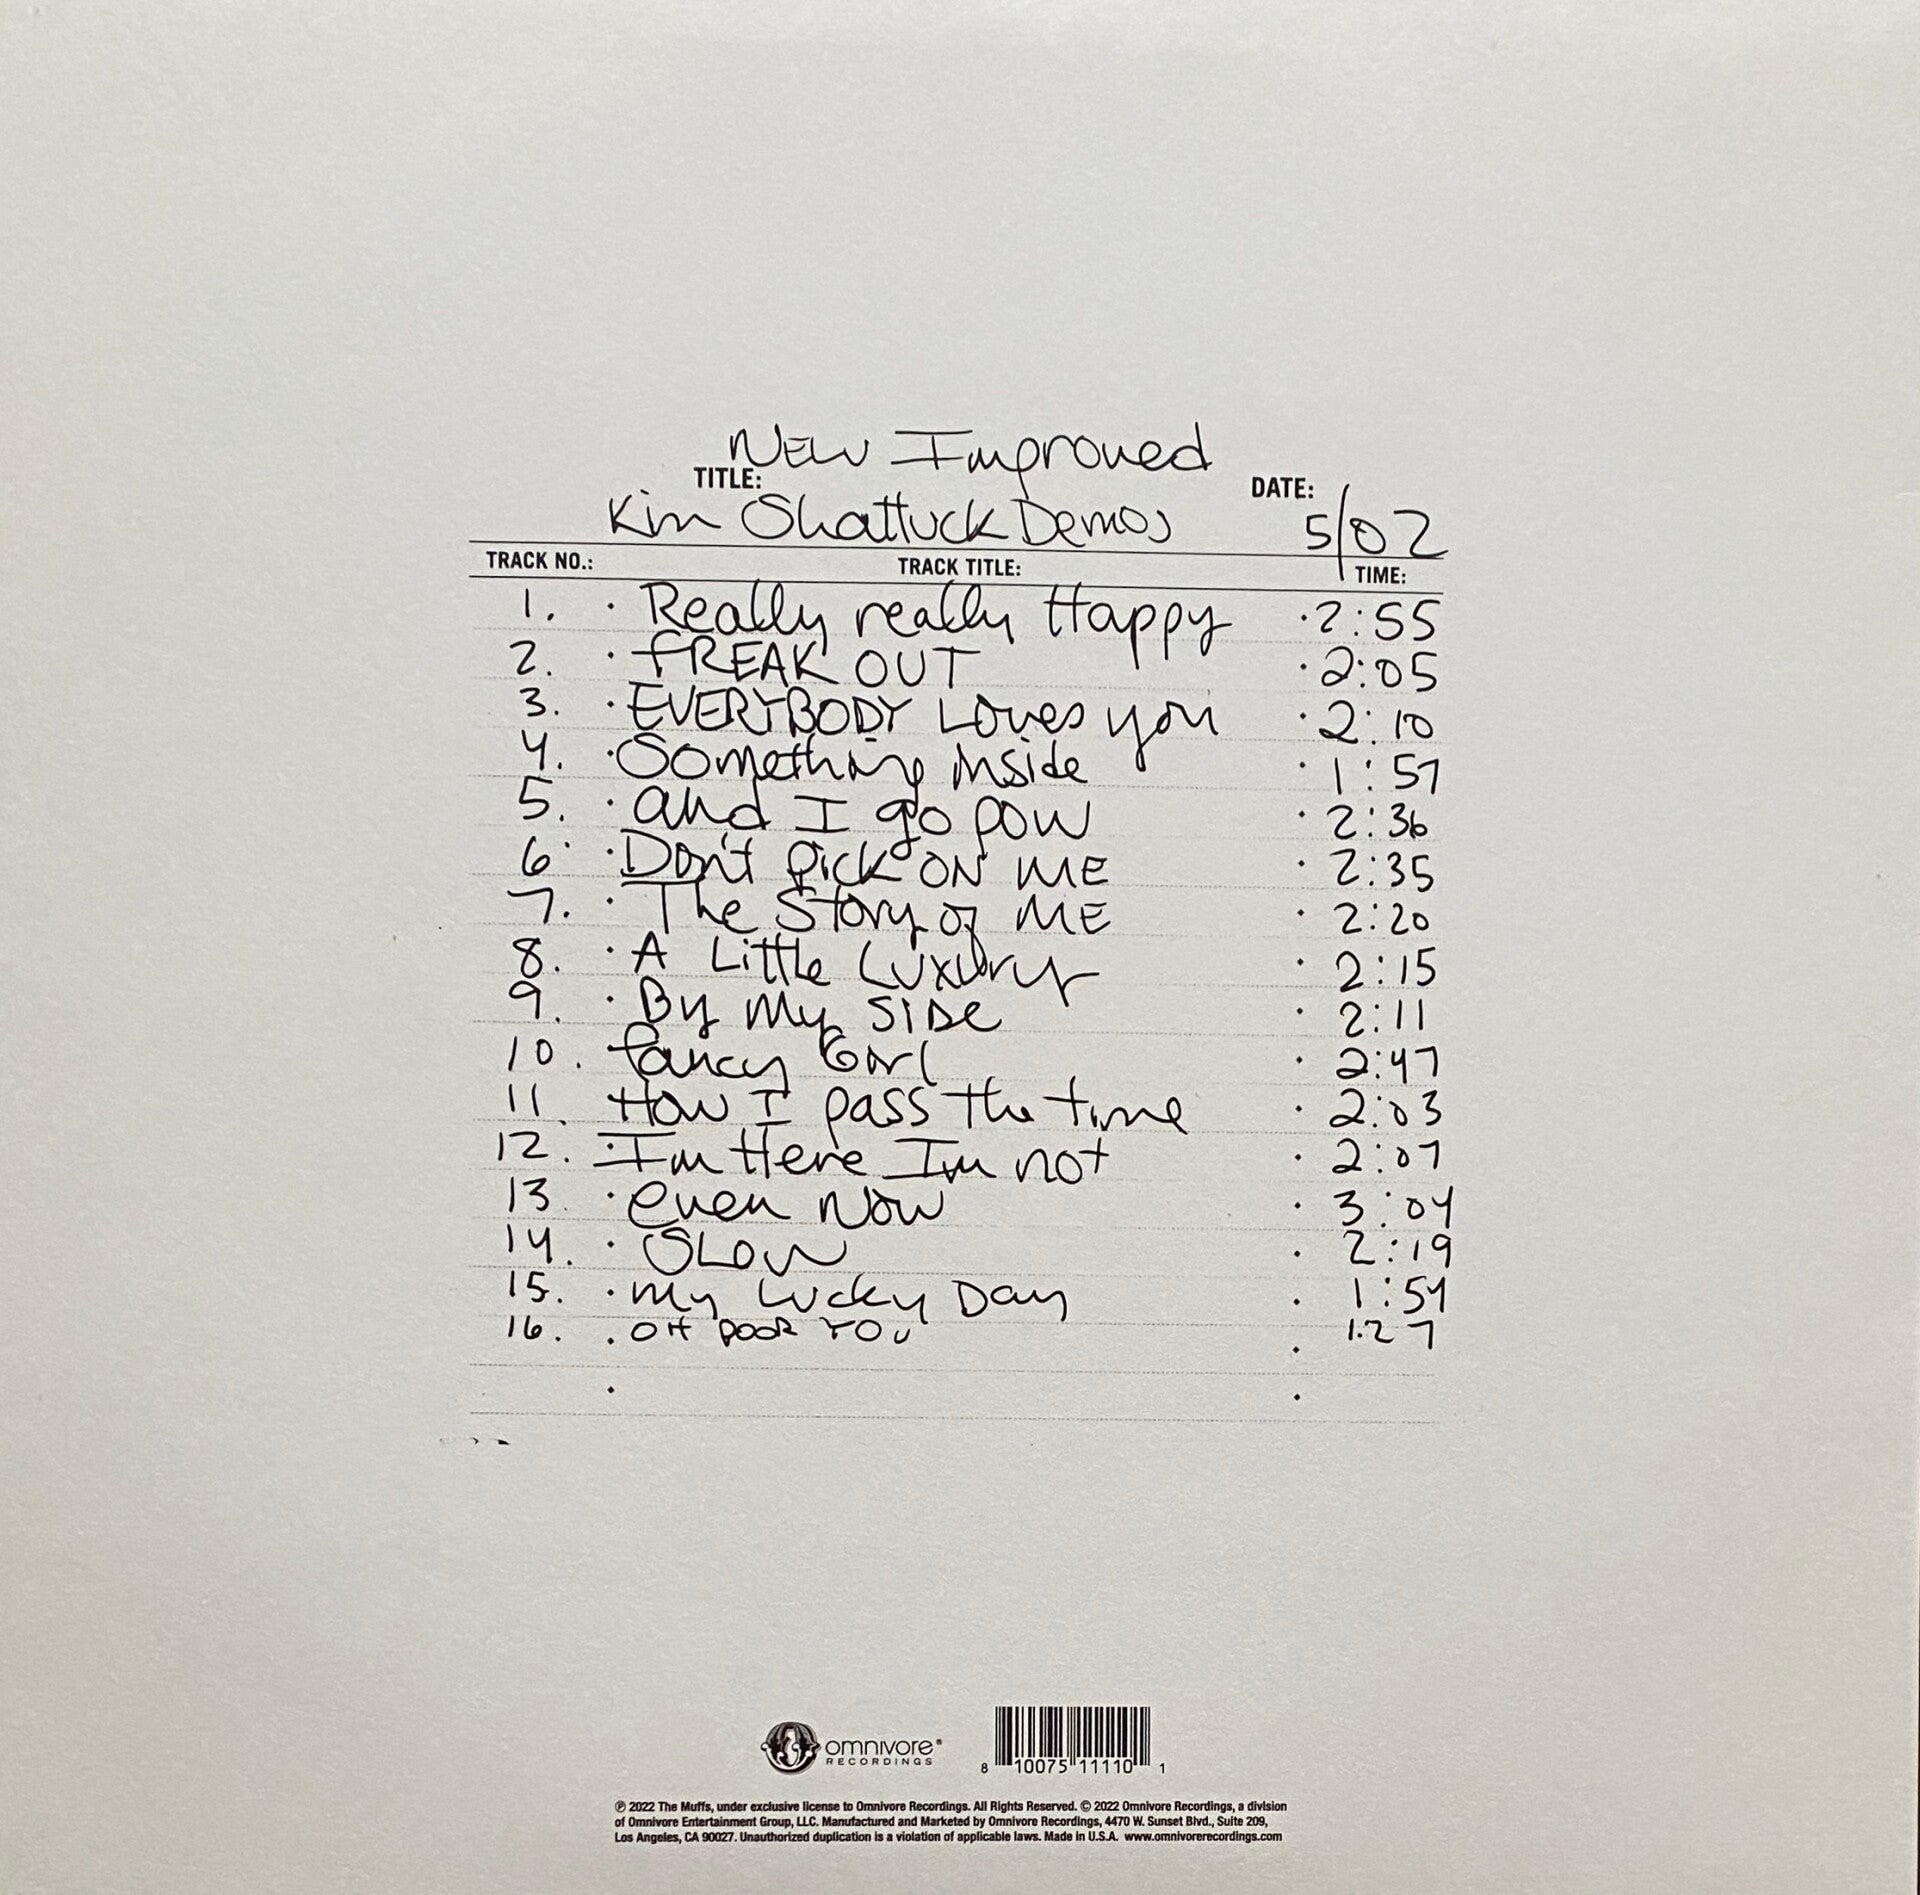 New Improved
TITLE:
Kim Shattuck Demos
DATE:
5/02
TRACK NO.: TRACK TITLE: TIME:
1. · Really really Happy · 2:55
2. · FREAK OUT · 2:05
3. · EVERYBODY Loves you · 2:10
4. · Something inside · 1:57
5. · and I go pow · 2:36
6. · Don't pick ON ME · 2:35
7. · The Story of ME · 2:20
8. · A Little Luxury · 2:15
9. · By My SiDe · 2:11
10. fancy Girl · 2:47
11. How I pass the time · 2:03
12. · Im Here Im not · 2:07
13. · even Now · 3:04
14. · SLOW · 2:19
15. · my Lucky Day · 1:54
16. · OH POOR YOU · 1:27
omnivore®
RECORDINGS
8 10075 11110 1
℗ 2022 The Muffs, under exclusive license to Omnivore Recordings. All Rights Reserved. © 2022 Omnivore Recordings, a division
of Omnivore Entertainment Group, LLC. Manufactured and Marketed by Omnivore Recordings, 4470 W. Sunset Blvd., Suite 209,
Los Angeles, CA 90027. Unauthorized duplication is a violation of applicable laws. Made in U.S.A. www.omnivorerecordings.com